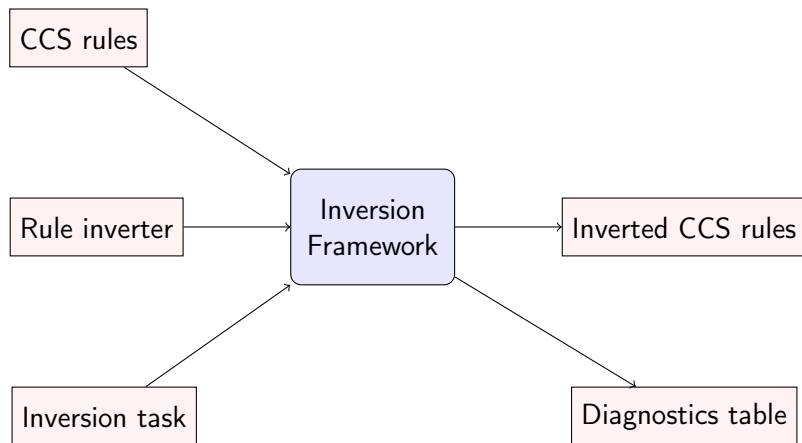 CCS rules
Rule inverter
Inversion task
Inversion
Framework
Inverted CCS rules
Diagnostics table